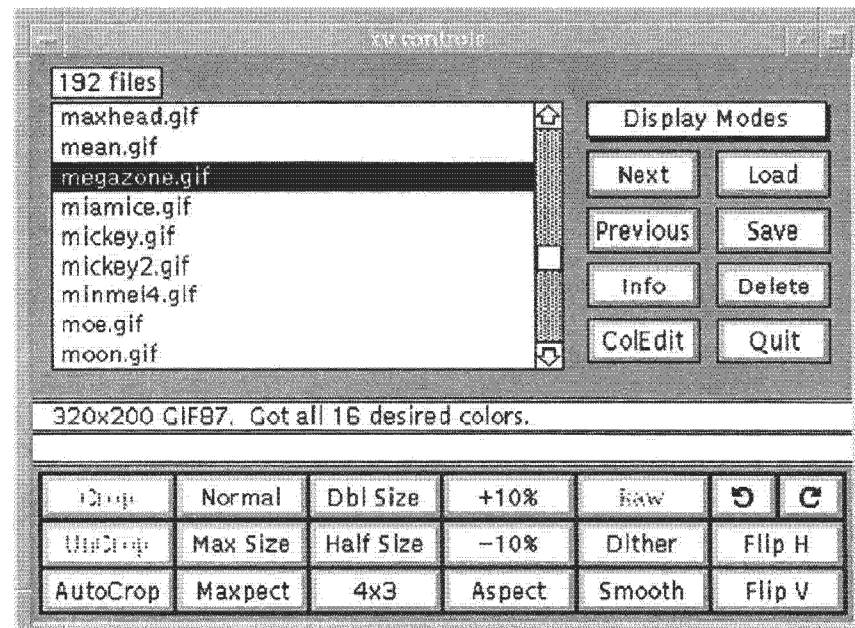 xv controls
192 files
maxhead.gif
mean.gif
megazone.gif
miamice.gif
mickey.gif
mickey2.gif
minmei4.gif
moe.gif
moon.gif
Display Modes
Next Load
Previous Save
Info Delete
ColEdit Quit
320x200 GIF87. Got all 16 desired colors.
Crop Normal Dbl Size +10% Raw
UnCrop Max Size Half Size -10% Dither Flip H
AutoCrop Maxpect 4x3 Aspect Smooth Flip V